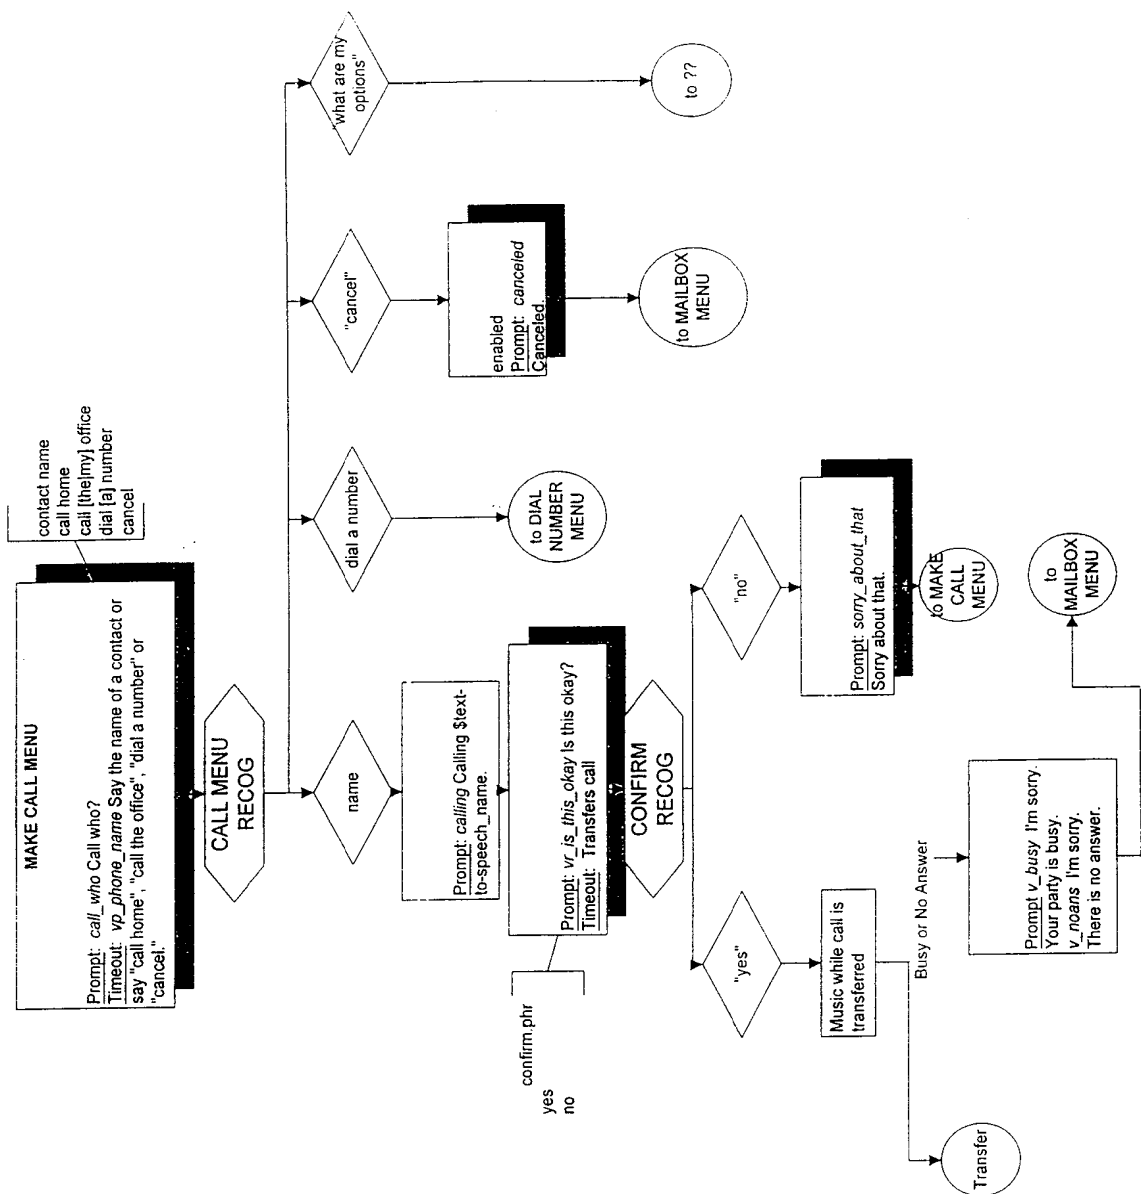 MAKE CALL MENU
Prompt: call_who Call who?
Timeout: vp_phone_name Say the name of a contact or
say "call home", "call the office", "dial a number" or
"cancel."
contact name
call home
call [the|my] office
dial [a] number
cancel
CALL MENU
RECOG
name
dial a number
"cancel"
"what are my
options"
Prompt: calling Calling $text-
to-speech_name.
to DIAL
NUMBER
MENU
enabled
Prompt: canceled
Canceled.
to ??
to MAILBOX
MENU
confirm.phr
yes
no
Prompt: vr_is_this_okay Is this okay?
Timeout: Transfers call
CONFIRM
RECOG
"yes"
"no"
Music while call is
transferred
Prompt: sorry_about_that
Sorry about that.
Busy or No Answer
to MAKE
CALL
MENU
Transfer
Prompt v_busy I'm sorry.
Your party is busy.
v_noans I'm sorry.
There is no answer.
to
MAILBOX
MENU